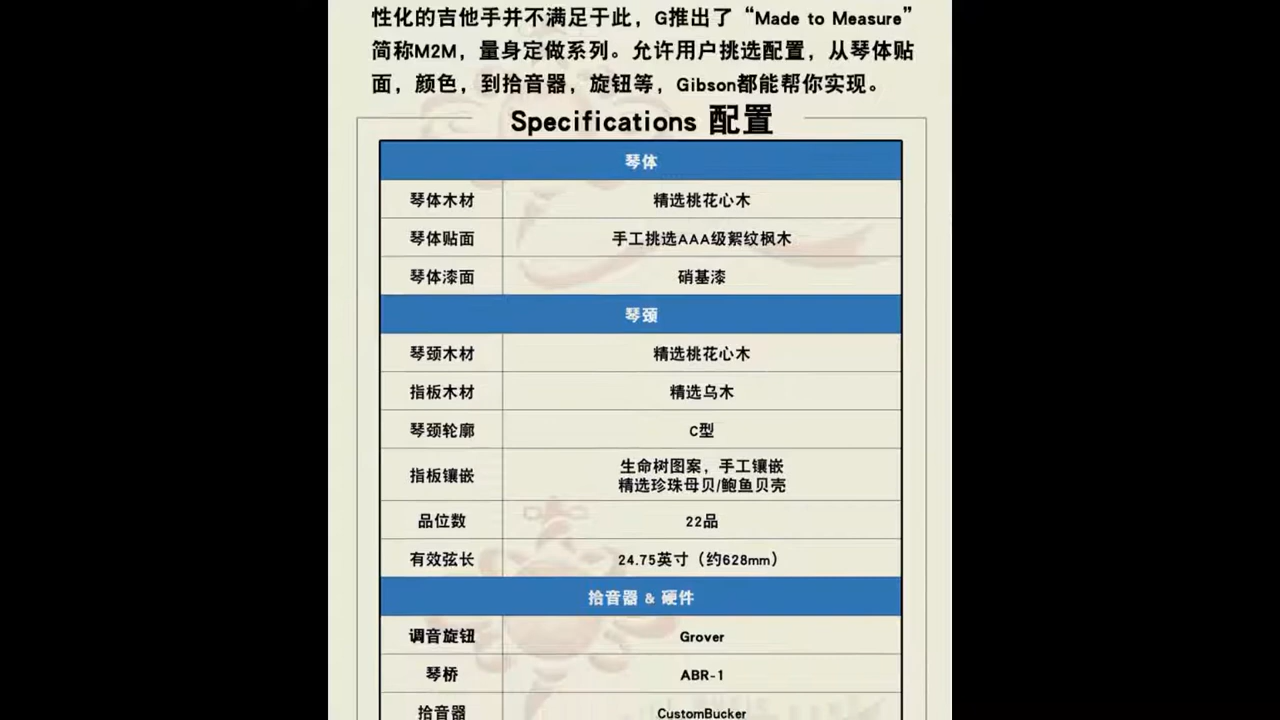 性化的吉他手并不满足于此，G推出了“Made to Measure”
简称M2M，量身定做系列。允许用户挑选配置，从琴体贴
面，颜色，到拾音器，旋钮等，Gibson都能帮你实现。
Specifications 配置
琴体
琴体木材 精选桃花心木
琴体贴面 手工挑选AAA级絮纹枫木
琴体漆面 硝基漆
琴颈
琴颈木材 精选桃花心木
指板木材 精选乌木
琴颈轮廓 C型
指板镶嵌 生命树图案，手工镶嵌
精选珍珠母贝/鲍鱼贝壳
品位数 22品
有效弦长 24.75英寸（约628mm）
拾音器 & 硬件
调音旋钮 Grover
琴桥 ABR-1
拾音器 CustomBucker